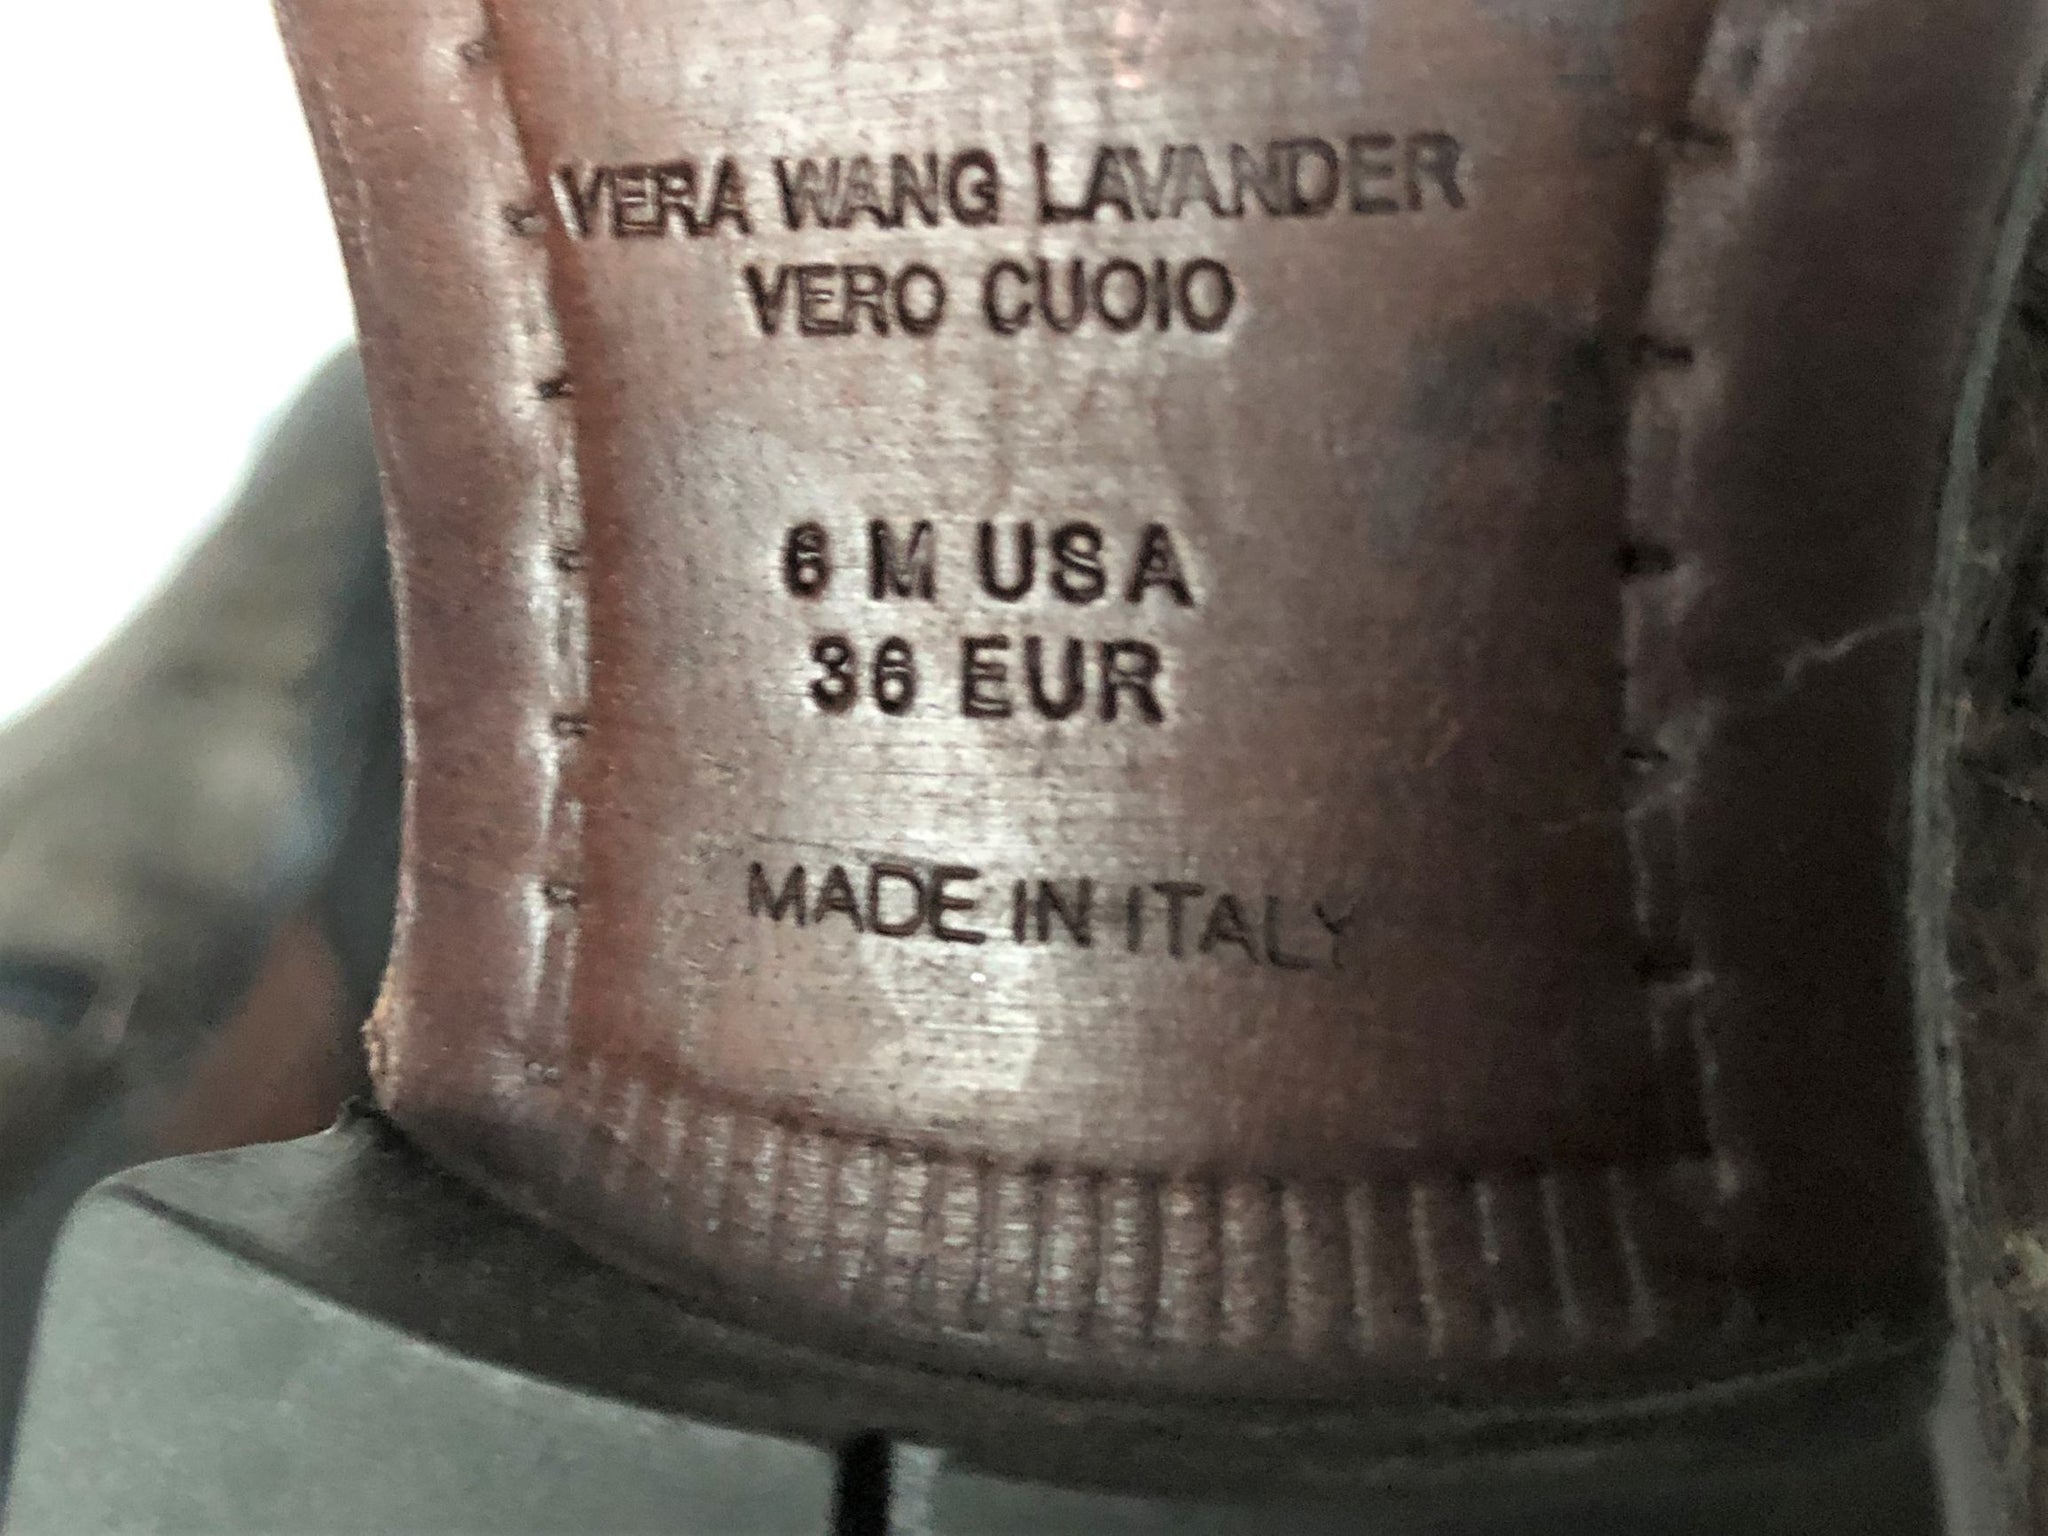 VERA WANG LAVANDER
VERO CUOIO
6 M USA
36 EUR
MADE IN ITALY